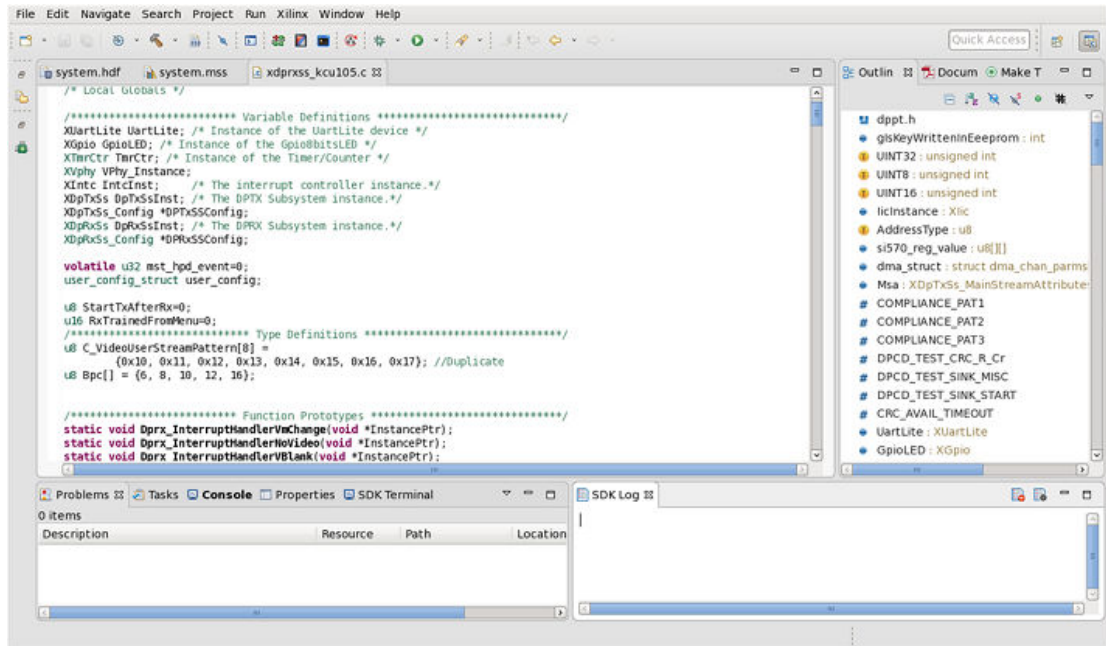 File Edit Navigate Search Project Run Xilinx Window Help
Quick Access
system.hdf system.mss xdprxss_kcu105.c
/* Local Globals */
/************************** Variable Definitions ******************************/
XUartLite UartLite; /* Instance of the UartLite device */
XGpio GpioLED; /* Instance of the Gpio8bitsLED */
XTmrCtr TmrCtr; /* Instance of the Timer/Counter */
XVphy VPhy_Instance;
XIntc IntcInst; /* The interrupt controller instance.*/
XDpTxSs DpTxSsInst; /* The DPTX Subsystem instance.*/
XDpTxSs_Config *DPTxSSConfig;
XDpRxSs DpRxSsInst; /* The DPRX Subsystem instance.*/
XDpRxSs_Config *DPRxSSConfig;
volatile u32 mst_hpd_event=0;
user_config_struct user_config;
u8 StartTxAfterRx=0;
u16 RxTrainedFromMenu=0;
/**************************** Type Definitions ********************************/
u8 C_VideoUserStreamPattern[8] =
{0x10, 0x11, 0x12, 0x13, 0x14, 0x15, 0x16, 0x17}; //Duplicate
u8 Bpc[] = {6, 8, 10, 12, 16};
/************************** Function Prototypes ******************************/
static void Dprx_InterruptHandlerVmChange(void *InstancePtr);
static void Dprx_InterruptHandlerNoVideo(void *InstancePtr);
static void Dprx_InterruptHandlerVBlank(void *InstancePtr);
Outlin Docum Make T
dppt.h
gIsKeyWrittenInEeeprom : int
UINT32 : unsigned int
UINT8 : unsigned int
UINT16 : unsigned int
IicInstance : XIic
AddressType : u8
si570_reg_value : u8[][]
dma_struct : struct dma_chan_parms
Msa : XDpTxSs_MainStreamAttributes
COMPLIANCE_PAT1
COMPLIANCE_PAT2
COMPLIANCE_PAT3
DPCD_TEST_CRC_R_Cr
DPCD_TEST_SINK_MISC
DPCD_TEST_SINK_START
CRC_AVAIL_TIMEOUT
UartLite : XUartLite
GpioLED : XGpio
Problems Tasks Console Properties SDK Terminal
0 items
Description Resource Path Location
SDK Log